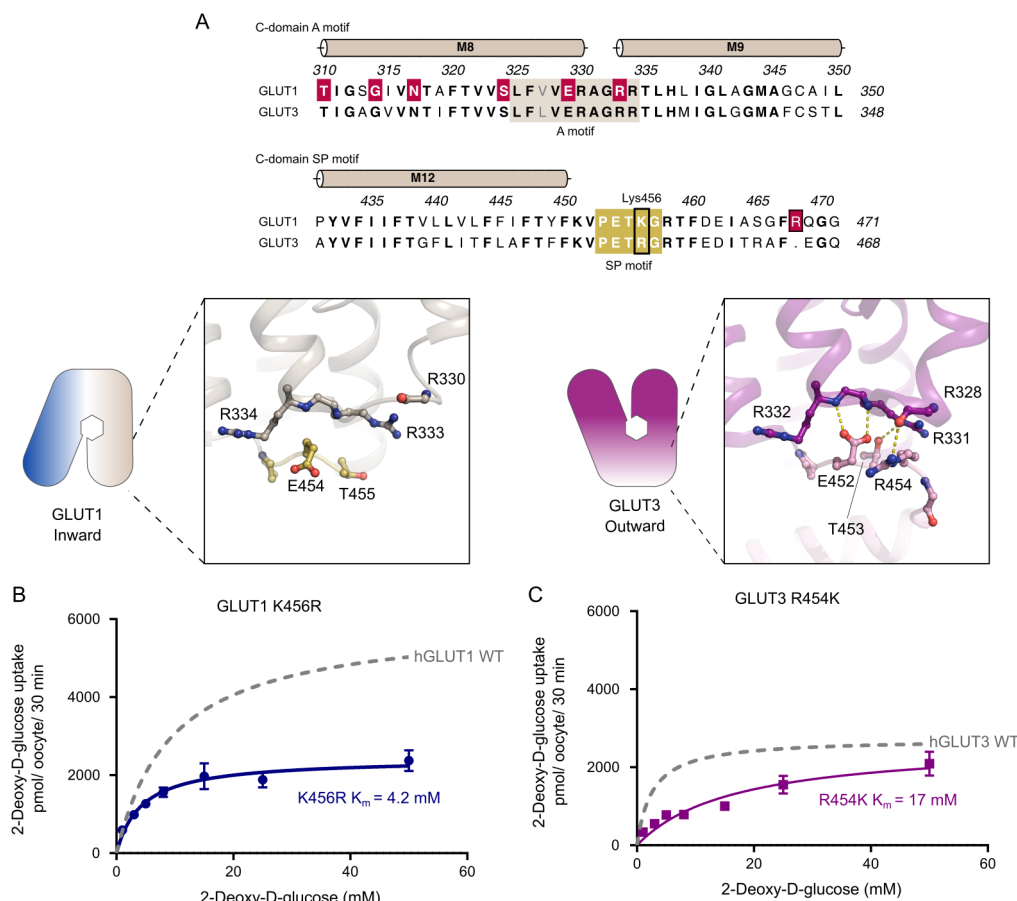 A
C-domain A motif
M8 M9
310 315 320 325 330 335 340 345 350
GLUT1 TIGSGIVNTAFTVVSLFVVERAGRRTLHLIGLAGMAGCAIL 350
GLUT3 TIGAGVVNTIFTVVSLFLVERAGRRTLHMIGLGGMAFCSTL 348
A motif
C-domain SP motif
M12
435 440 445 450 Lys456 460 465 470
GLUT1 PYVFIIFTVLLVLFFIFTYFKVPETKGRTFDEIASGFRQGG 471
GLUT3 AYVFIIFTGFLITFLAFTFFKVPETRGRTFEDITRAF.EGQ 468
SP motif
GLUT1
Inward
R330
R334
R333
E454
T455
GLUT3
Outward
R328
R332
R331
E452
R454
T453
B
GLUT1 K456R
2-Deoxy-D-glucose uptake
pmol/ oocyte/ 30 min
6000
4000
2000
0
hGLUT1 WT
K456R Km = 4.2 mM
0 20 40 60
2-Deoxy-D-glucose (mM)
C
GLUT3 R454K
2-Deoxy-D-glucose uptake
pmol/ oocyte/ 30 min
6000
4000
2000
0
hGLUT3 WT
R454K Km = 17 mM
0 20 40 60
2-Deoxy-D-glucose (mM)